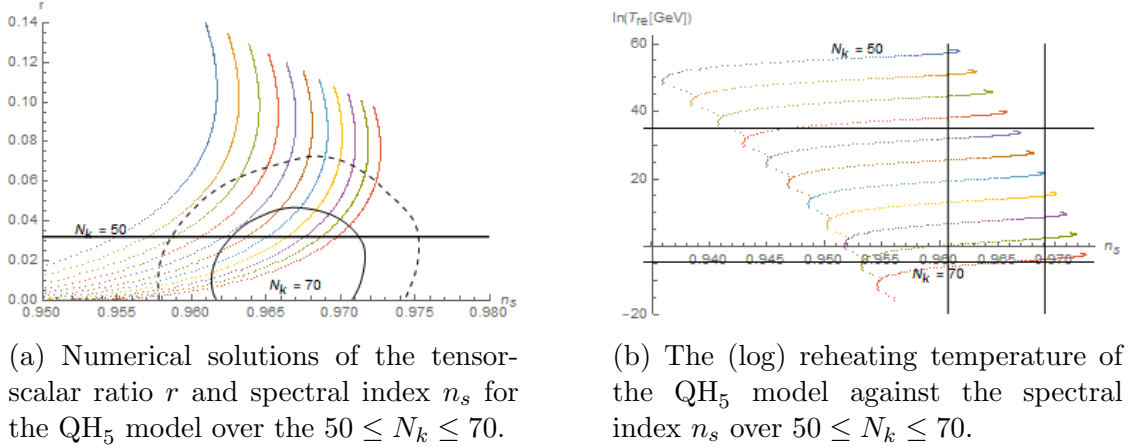 r
0.14
0.12
0.10
0.08
0.06
0.04
N_k = 50
0.02
N_k = 70
0.00
n_s
0.950 0.955 0.960 0.965 0.970 0.975 0.980
ln(T_re[GeV])
60
N_k = 50
40
20
n_s
0.940 0.945 0.950 0.955 0.960 0.965 0.970
N_k = 70
-20
(a) Numerical solutions of the tensor-
scalar ratio r and spectral index n_s for
the QH_5 model over the 50 ≤ N_k ≤ 70.
(b) The (log) reheating temperature of
the QH_5 model against the spectral
index n_s over 50 ≤ N_k ≤ 70.